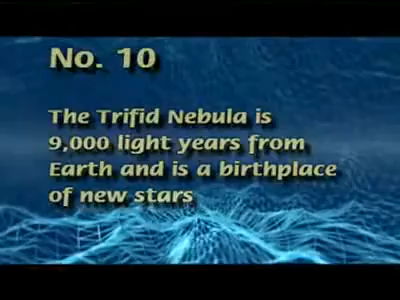 No. 10
The Trifid Nebula is
9,000 light years from
Earth and is a birthplace
of new stars